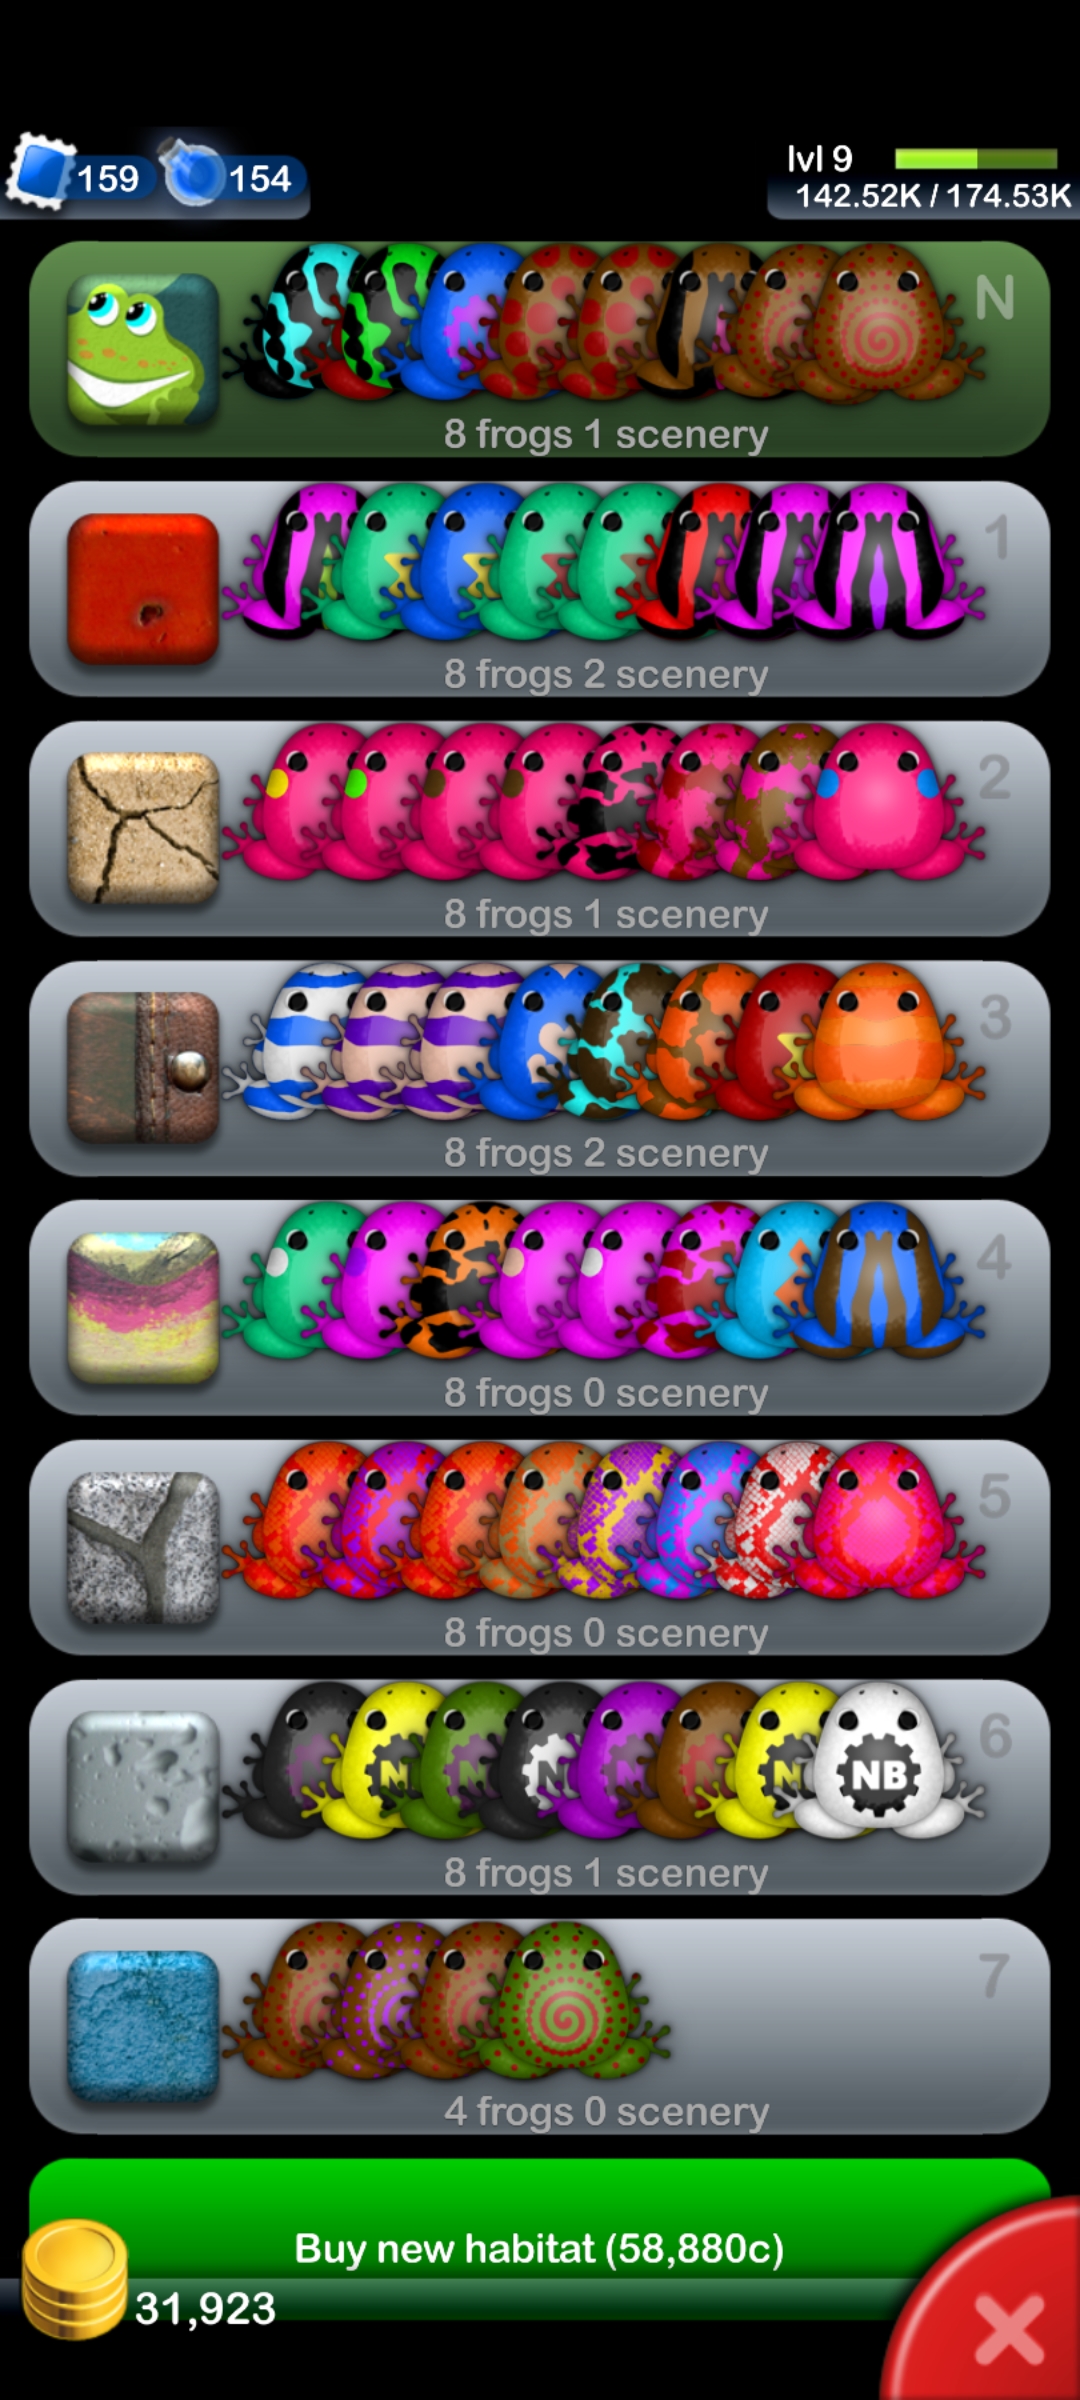 159 154
lvl 9
142.52K / 174.53K
N
8 frogs 1 scenery
1
8 frogs 2 scenery
2
8 frogs 1 scenery
3
8 frogs 2 scenery
4
8 frogs 0 scenery
5
8 frogs 0 scenery
6
N N N N N N NB
8 frogs 1 scenery
7
4 frogs 0 scenery
Buy new habitat (58,880c)
31,923